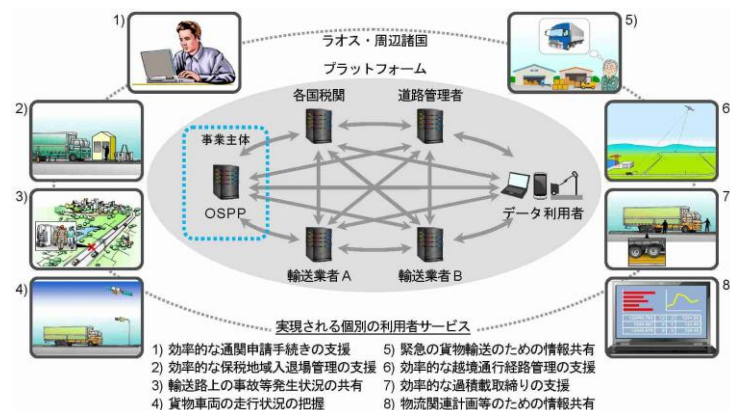 1)
ラオス・周辺諸国
5)
プラットフォーム
各国税関
道路管理者
2)
事業主体
6)
OSPP
データ利用者
3)
7)
輸送業者A
輸送業者B
4)
8)
実現される個別の利用者サービス
1) 効率的な通関申請手続きの支援
2) 効率的な保税地域入退場管理の支援
3) 輸送路上の事故等発生状況の共有
4) 貨物車両の走行状況の把握
5) 緊急の貨物輸送のための情報共有
6) 効率的な越境通行経路管理の支援
7) 効率的な過積載取締りの支援
8) 物流関連計画等のための情報共有